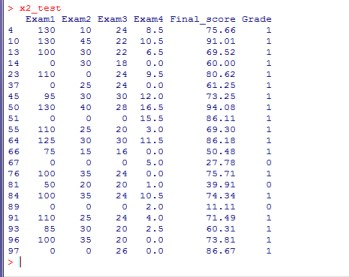 > x2_test
Exam1 Exam2 Exam3 Exam4 Final_score Grade
4 130 10 24 8.5 75.66 1
10 130 45 22 10.5 91.01 1
13 100 30 22 6.5 69.52 1
14 0 30 18 0.0 60.00 1
23 110 0 24 9.5 80.62 1
37 0 25 24 0.0 61.25 1
45 95 30 30 12.0 73.25 1
50 130 40 28 16.5 94.08 1
51 0 0 0 15.5 86.11 1
55 110 25 20 3.0 69.30 1
64 125 30 30 11.5 86.18 1
66 75 15 16 0.0 50.48 1
67 0 0 0 5.0 27.78 0
76 100 35 24 0.0 75.71 1
81 50 20 20 1.0 39.91 0
84 100 35 24 10.5 74.34 1
89 0 0 0 2.0 11.11 0
91 110 25 24 4.0 71.49 1
93 85 30 20 2.5 60.31 1
96 100 35 20 0.0 73.81 1
97 0 0 26 0.0 86.67 1
>